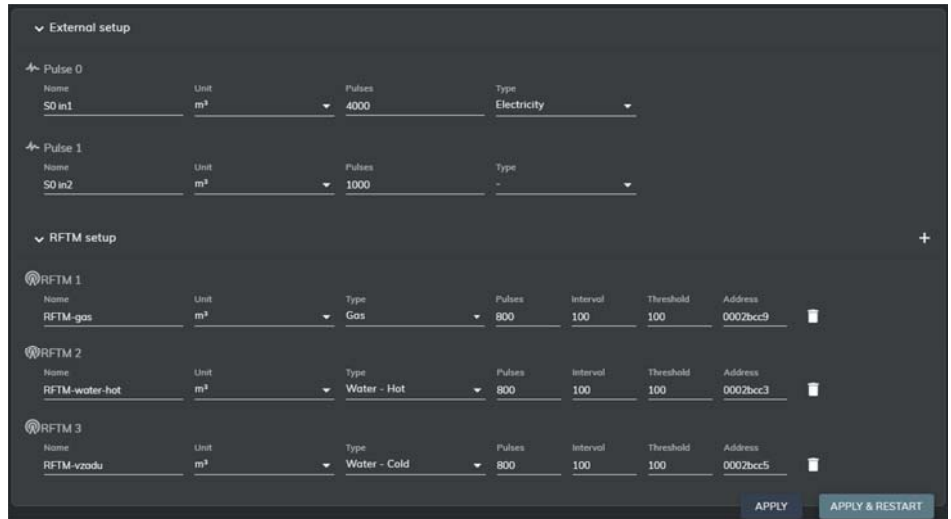 External setup
Pulse 0
Name Unit Pulses Type
S0 in1 m³ 4000 Electricity
Pulse 1
Name Unit Pulses Type
S0 in2 m³ 1000 -
RFTM setup +
RFTM 1
Name Unit Type Pulses Interval Threshold Address
RFTM-gas m³ Gas 800 100 100 0002bcc9
RFTM 2
Name Unit Type Pulses Interval Threshold Address
RFTM-water-hot m³ Water - Hot 800 100 100 0002bcc3
RFTM 3
Name Unit Type Pulses Interval Threshold Address
RFTM-vzadu m³ Water - Cold 800 100 100 0002bcc5
APPLY APPLY & RESTART